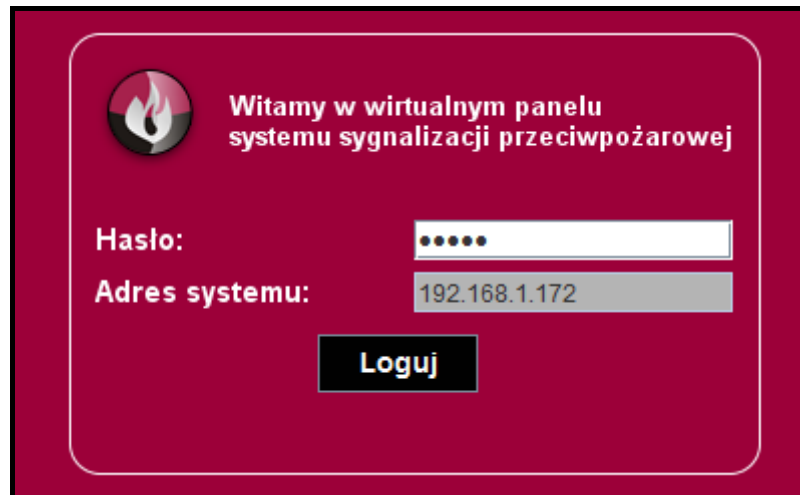 Witamy w wirtualnym panelu
systemu sygnalizacji przeciwpożarowej
Hasło: •••••
Adres systemu: 192.168.1.172
Loguj